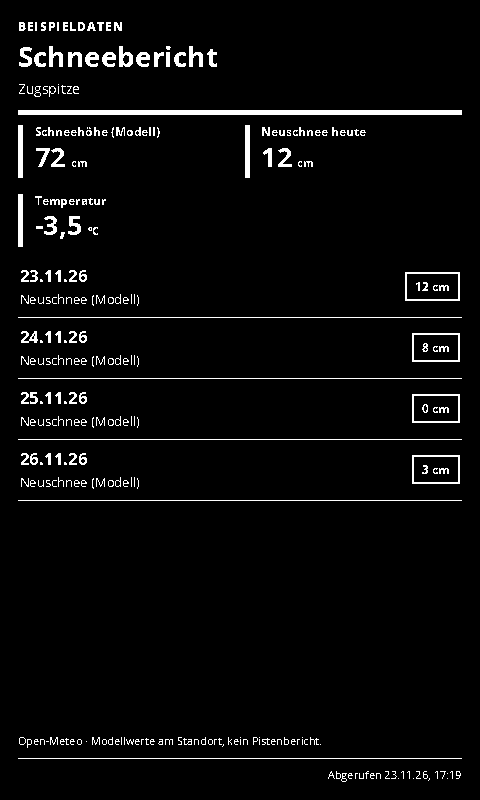 BEISPIELDATEN
Schneebericht
Zugspitze
Schneehöhe (Modell)
72 cm
Neuschnee heute
12 cm
Temperatur
-3,5 °C
23.11.26
Neuschnee (Modell)
12 cm
24.11.26
Neuschnee (Modell)
8 cm
25.11.26
Neuschnee (Modell)
0 cm
26.11.26
Neuschnee (Modell)
3 cm
Open-Meteo · Modellwerte am Standort, kein Pistenbericht.
Abgerufen 23.11.26, 17:19